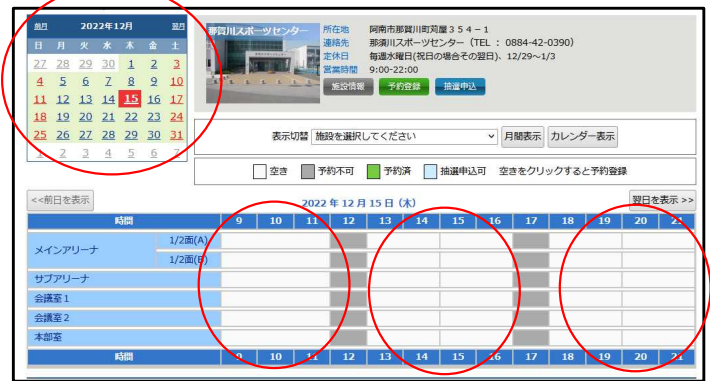 前月 2022年12月 翌月
日 月 火 水 木 金 土
27 28 29 30 1 2 3
4 5 6 7 8 9 10
11 12 13 14 15 16 17
18 19 20 21 22 23 24
25 26 27 28 29 30 31
1 2 3 4 5 6 7
那賀川スポーツセンター
所在地 阿南市那賀川町苅屋354-1
連絡先 那須川スポーツセンター (TEL : 0884-42-0390)
定休日 毎週水曜日(祝日の場合その翌日)、12/29~1/3
営業時間 9:00-22:00
施設情報 予約登録 抽選申込
表示切替 施設を選択してください 月間表示 カレンダー表示
空き 予約不可 予約済 抽選申込可 空きをクリックすると予約登録
<<前日を表示 2022年12月15日(木) 翌日を表示 >>
時間 9 10 11 12 13 14 15 16 17 18 19 20 21
メインアリーナ 1/2面(A)
1/2面(B)
サブアリーナ
会議室1
会議室2
本部室
時間 9 10 11 12 13 14 15 16 17 18 19 20 21